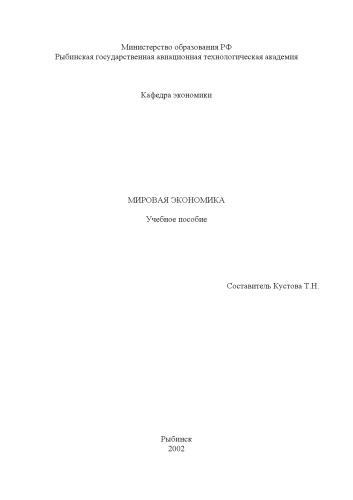 Министерство образования РФ
Рыбинская государственная авиационная технологическая академия
Кафедра экономики
МИРОВАЯ ЭКОНОМИКА
Учебное пособие
Составитель Кустова Т.Н.
Рыбинск
2002